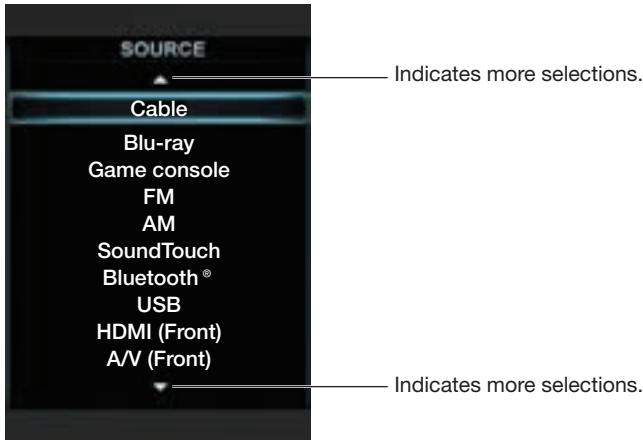 SOURCE
Indicates more selections.
Cable
Blu-ray
Game console
FM
AM
SoundTouch
Bluetooth ®
USB
HDMI (Front)
A/V (Front)
Indicates more selections.